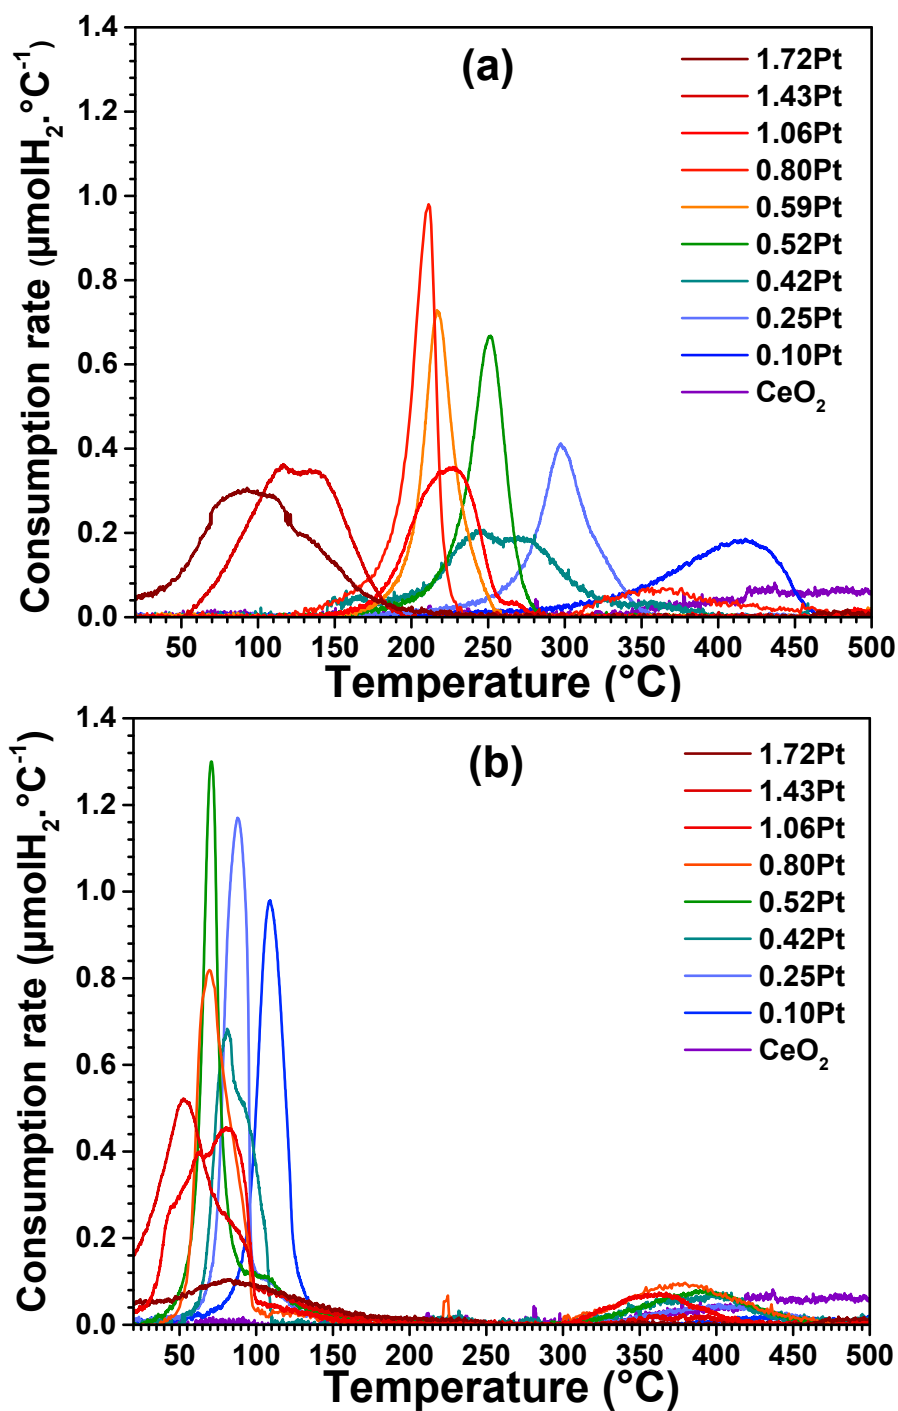 (a)
Consumption rate (µmolH₂.°C⁻¹)
1.4
1.2
1.0
0.8
0.6
0.4
0.2
0.0
1.72Pt
1.43Pt
1.06Pt
0.80Pt
0.59Pt
0.52Pt
0.42Pt
0.25Pt
0.10Pt
CeO₂
50 100 150 200 250 300 350 400 450 500
Temperature (°C)
(b)
Consumption rate (µmolH₂.°C⁻¹)
1.4
1.2
1.0
0.8
0.6
0.4
0.2
0.0
1.72Pt
1.43Pt
1.06Pt
0.80Pt
0.52Pt
0.42Pt
0.25Pt
0.10Pt
CeO₂
50 100 150 200 250 300 350 400 450 500
Temperature (°C)